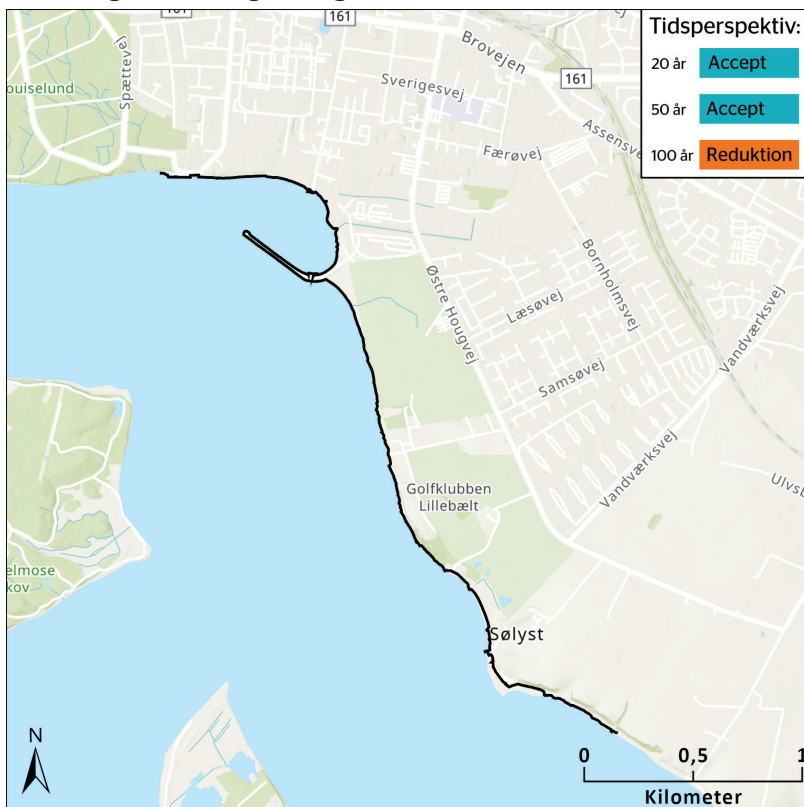 161
161
Tidsperspektiv:
20 år Accept
50 år Accept
100 år Reduktion
Brovejen
161
Spættevej
Sverigesvej
Færøvej
Østre Hougvej
Læsøvej
Bornholmsvej
Samsøvej
Vandværksvej
Vandværksvej
Golfklubben
Lillebælt
Sølyst
N
0 0,5 1
Kilometer